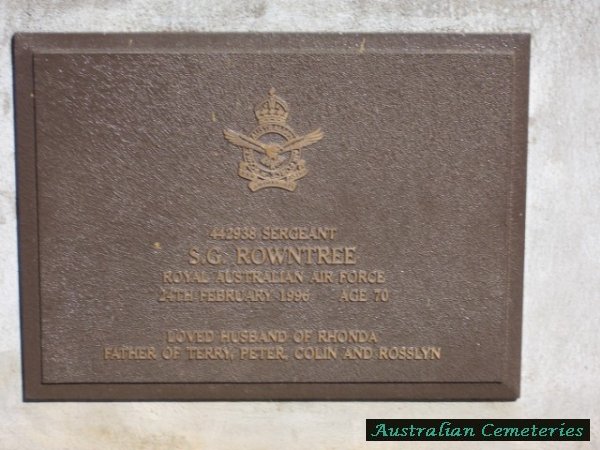 442938 SERGEANT
S.G. ROWNTREE
ROYAL AUSTRALIAN AIR FORCE
24TH FEBRUARY 1996 AGE 70
LOVED HUSBAND OF RHONDA
FATHER OF TERRY, PETER, COLIN AND ROSSLYN
Australian Cemeteries